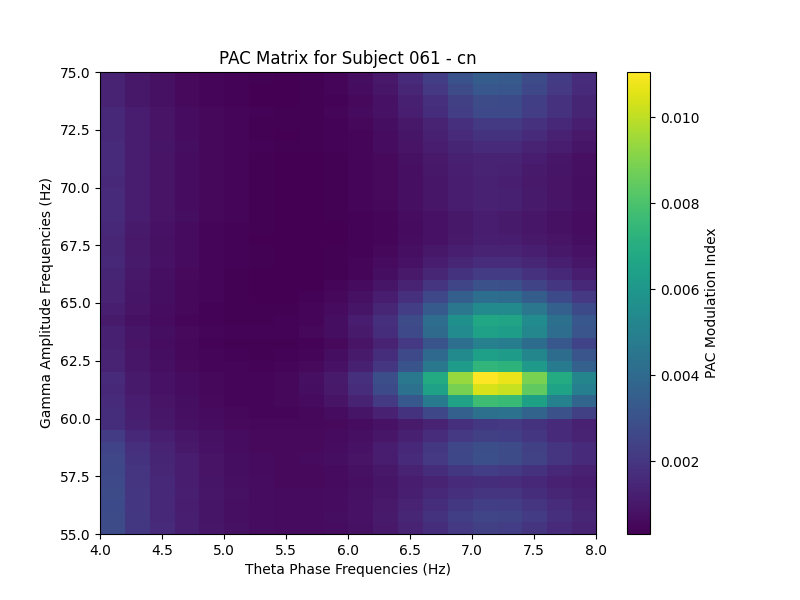 PAC Matrix for Subject 061 - cn
75.0
72.5
70.0
67.5
65.0
62.5
60.0
57.5
55.0
Gamma Amplitude Frequencies (Hz)
4.0 4.5 5.0 5.5 6.0 6.5 7.0 7.5 8.0
Theta Phase Frequencies (Hz)
0.010
0.008
0.006
0.004
0.002
PAC Modulation Index